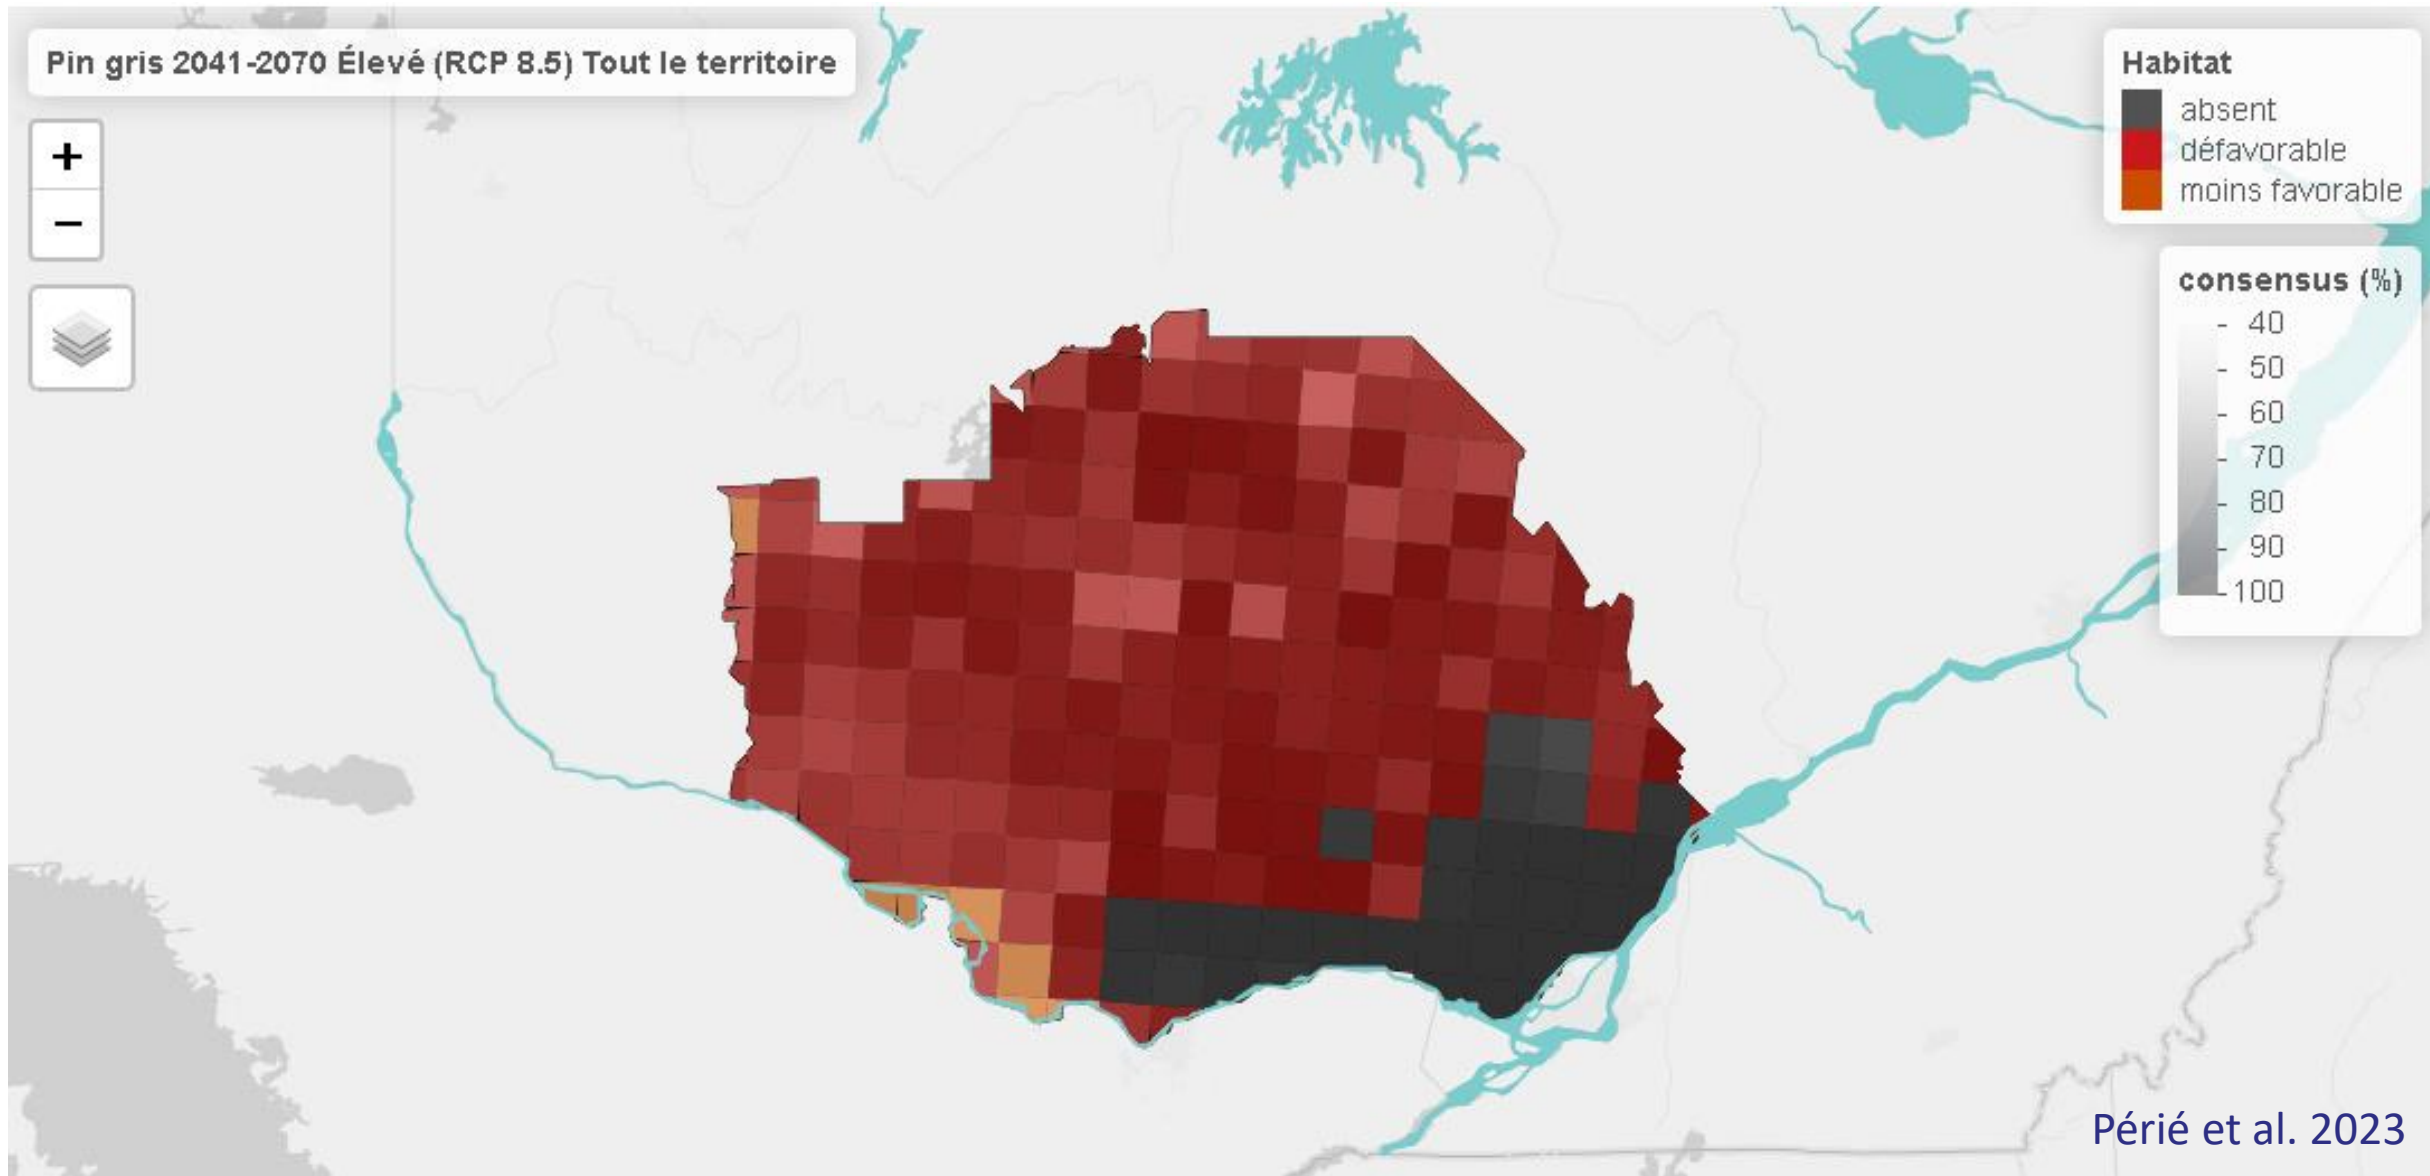 Pin gris 2041-2070 Élevé (RCP 8.5) Tout le territoire
+
−
Habitat
absent
défavorable
moins favorable
consensus (%)
- 40
- 50
- 60
- 70
- 80
- 90
- 100
Périé et al. 2023